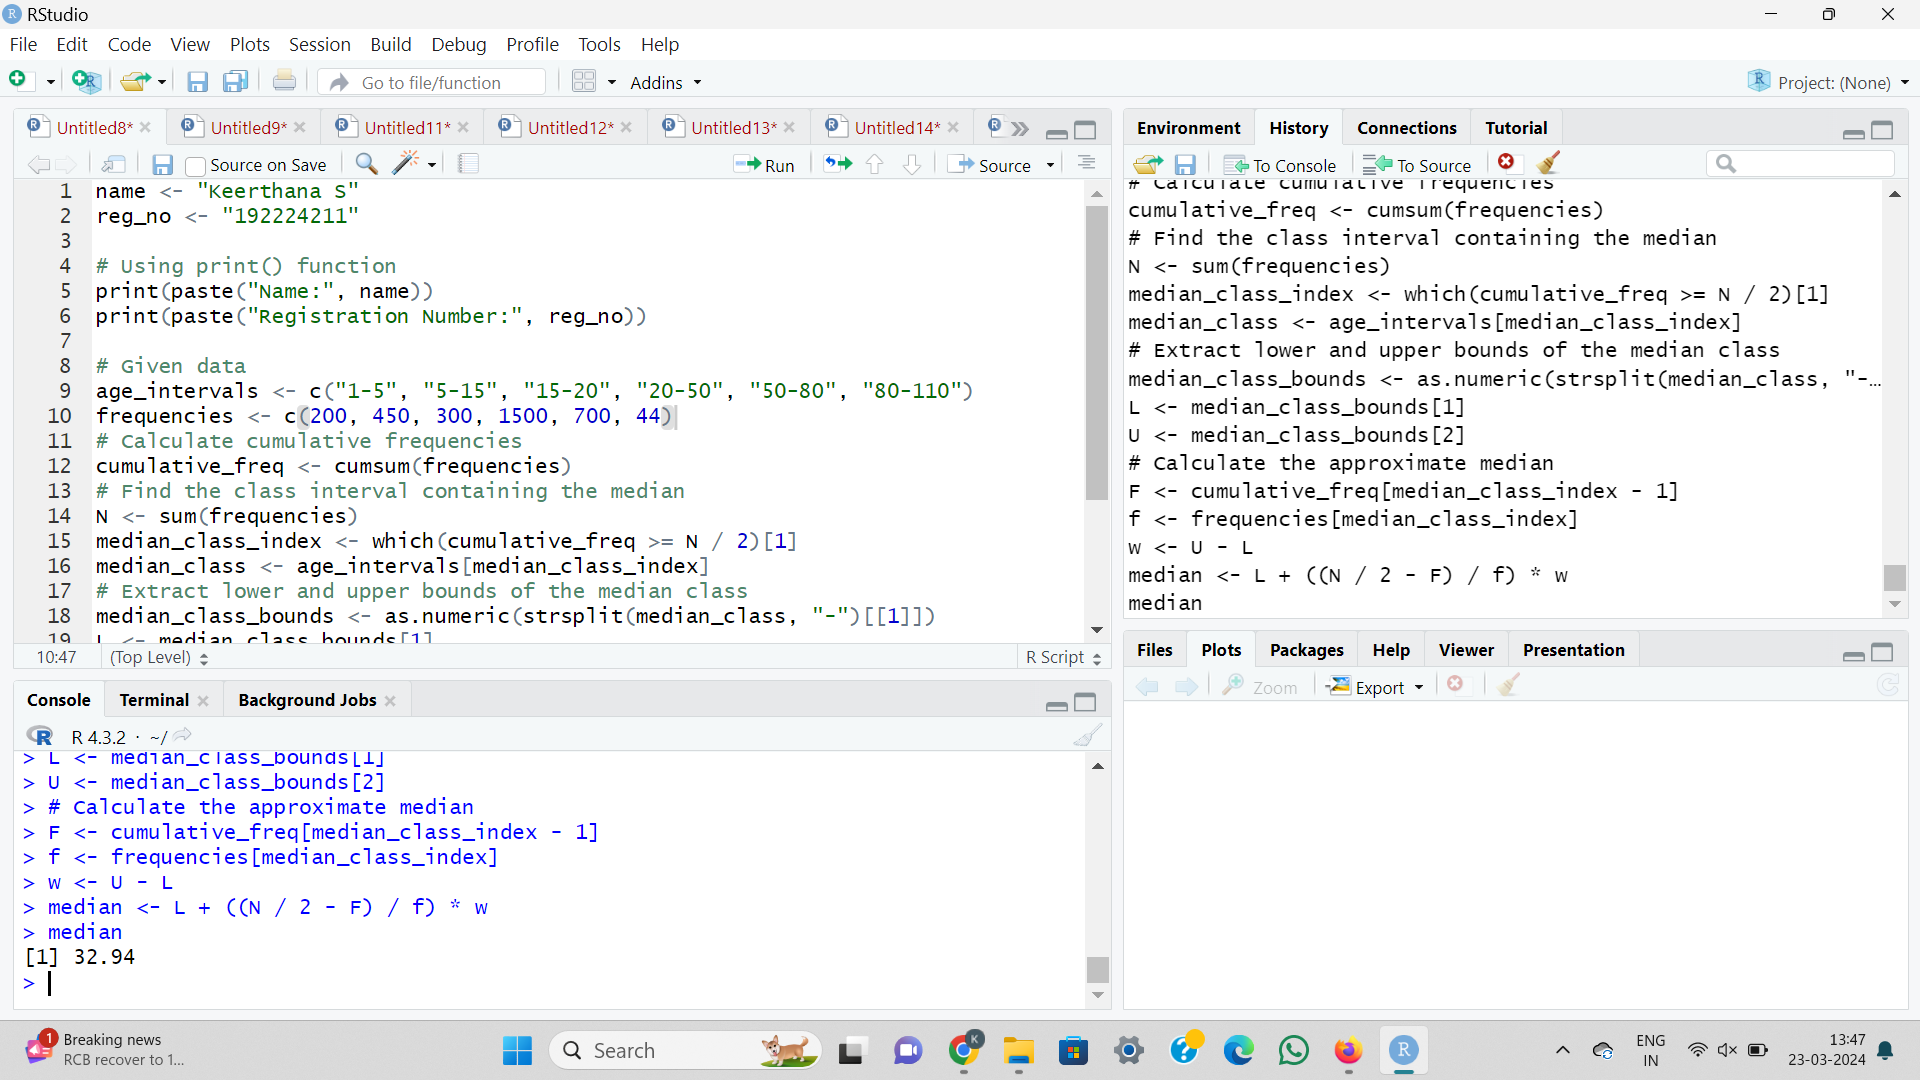 RStudio
File Edit Code View Plots Session Build Debug Profile Tools Help
Go to file/function Addins Project: (None)
Untitled8* Untitled9* Untitled11* Untitled12* Untitled13* Untitled14*
Source on Save Run Source
1 name <- "Keerthana S"
2 reg_no <- "192224211"
3
4 # Using print() function
5 print(paste("Name:", name))
6 print(paste("Registration Number:", reg_no))
7
8 # Given data
9 age_intervals <- c("1-5", "5-15", "15-20", "20-50", "50-80", "80-110")
10 frequencies <- c(200, 450, 300, 1500, 700, 44)
11 # Calculate cumulative frequencies
12 cumulative_freq <- cumsum(frequencies)
13 # Find the class interval containing the median
14 N <- sum(frequencies)
15 median_class_index <- which(cumulative_freq >= N / 2)[1]
16 median_class <- age_intervals[median_class_index]
17 # Extract lower and upper bounds of the median class
18 median_class_bounds <- as.numeric(strsplit(median_class, "-")[[1]])
19 L <- median_class_bounds[1]
10:47 (Top Level) R Script
Console Terminal Background Jobs
R 4.3.2 · ~/
> L <- median_class_bounds[1]
> U <- median_class_bounds[2]
> # Calculate the approximate median
> F <- cumulative_freq[median_class_index - 1]
> f <- frequencies[median_class_index]
> w <- U - L
> median <- L + ((N / 2 - F) / f) * w
> median
[1] 32.94
>
Environment History Connections Tutorial
To Console To Source
# Calculate cumulative frequencies
cumulative_freq <- cumsum(frequencies)
# Find the class interval containing the median
N <- sum(frequencies)
median_class_index <- which(cumulative_freq >= N / 2)[1]
median_class <- age_intervals[median_class_index]
# Extract lower and upper bounds of the median class
median_class_bounds <- as.numeric(strsplit(median_class, "-…
L <- median_class_bounds[1]
U <- median_class_bounds[2]
# Calculate the approximate median
F <- cumulative_freq[median_class_index - 1]
f <- frequencies[median_class_index]
w <- U - L
median <- L + ((N / 2 - F) / f) * w
median
Files Plots Packages Help Viewer Presentation
Zoom Export
1 Breaking news
RCB recover to 1...
Search
K
ENG
IN
13:47
23-03-2024